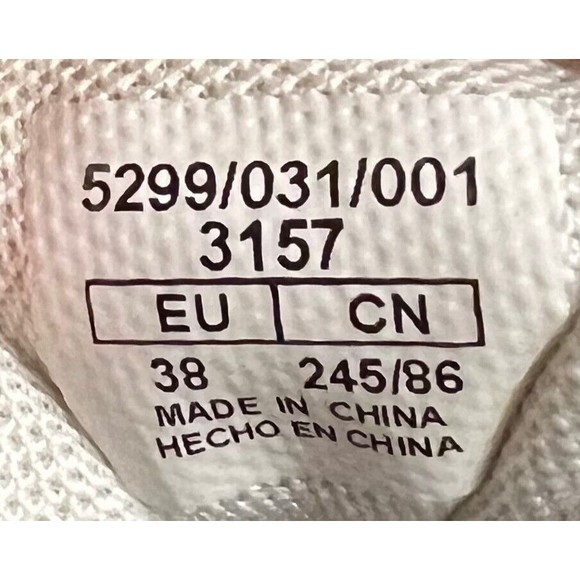 5299/031/001
3157
EU CN
38 245/86
MADE IN CHINA
HECHO EN CHINA